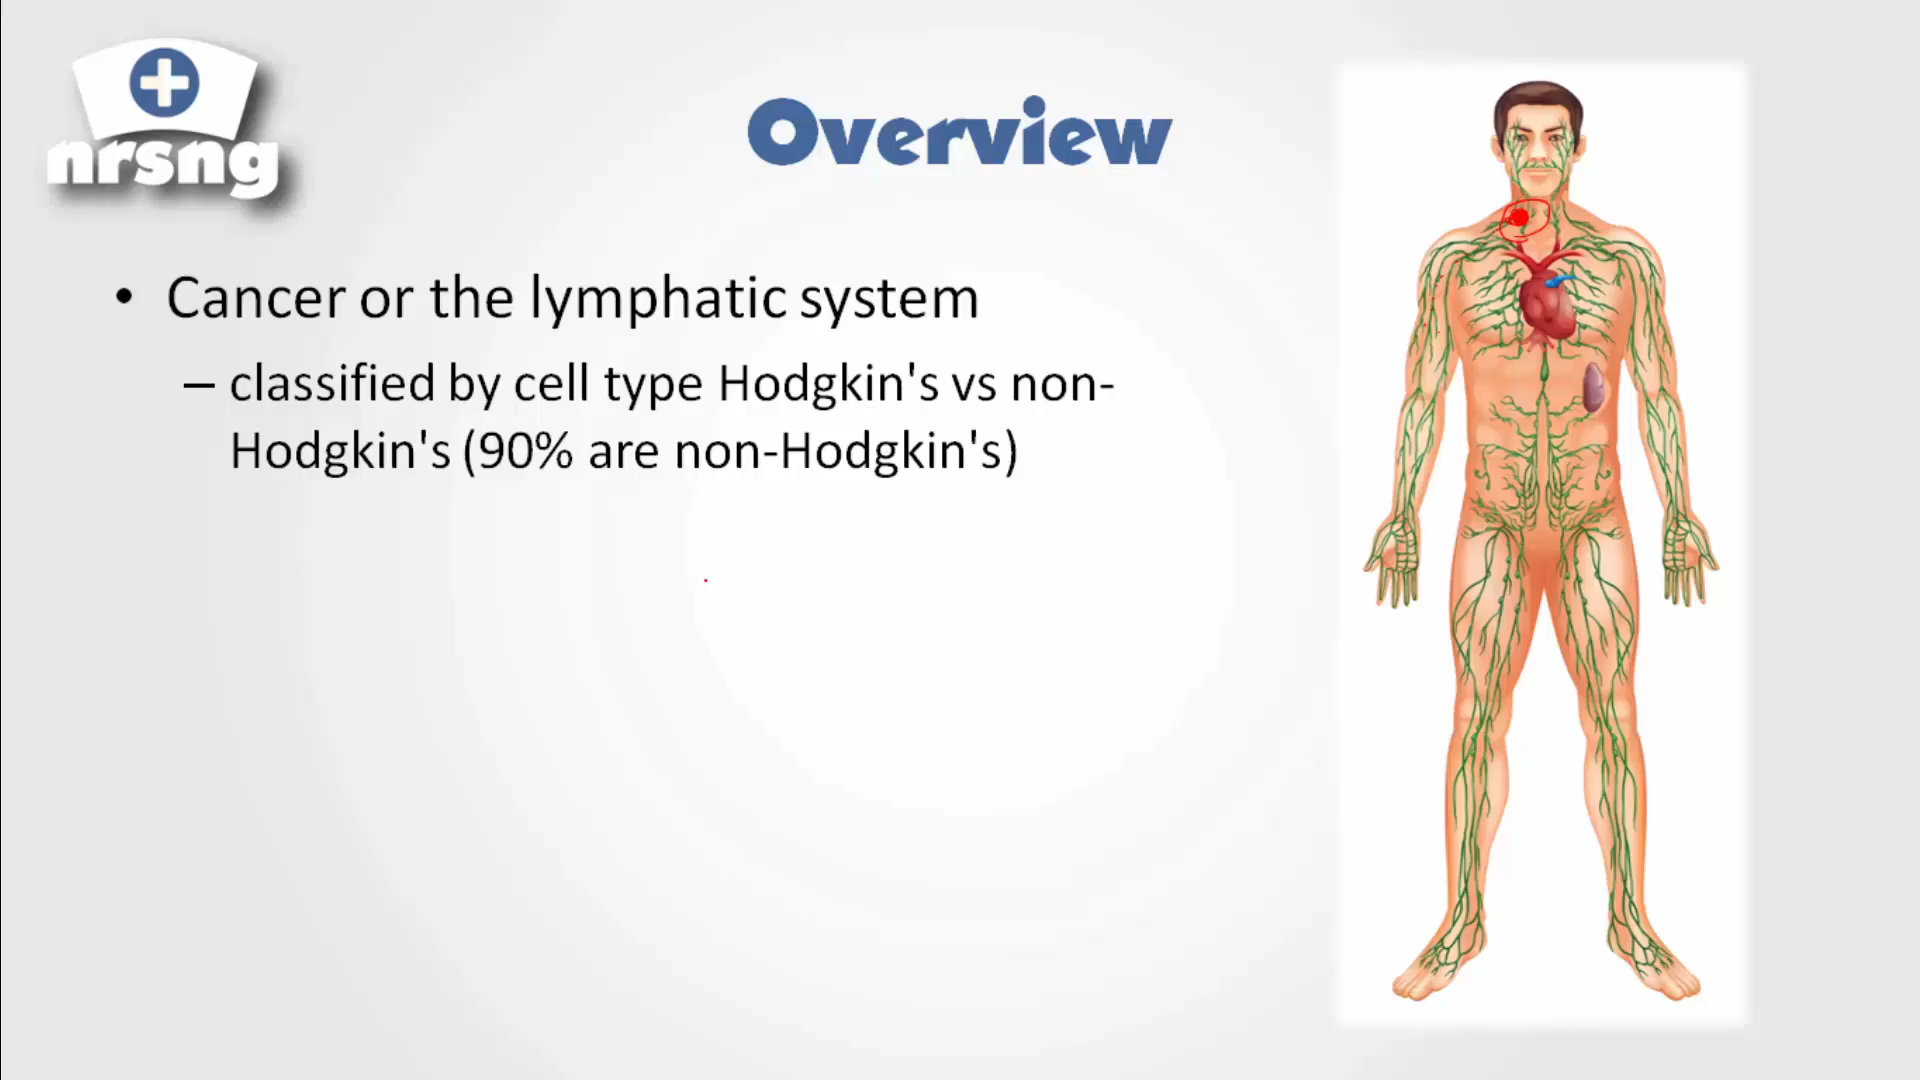 nrsng
Overview
• Cancer or the lymphatic system
– classified by cell type Hodgkin's vs non-
Hodgkin's (90% are non-Hodgkin's)